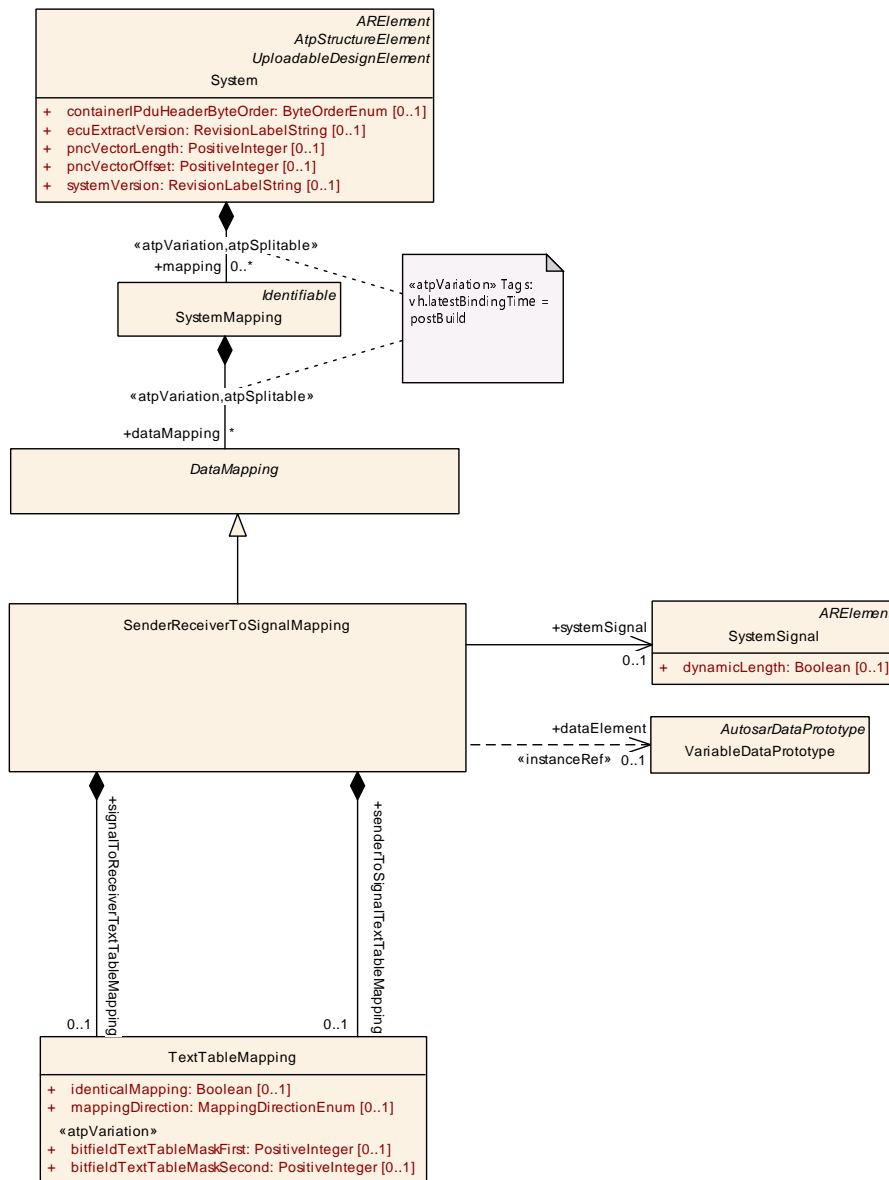 ARElement
AtpStructureElement
UploadableDesignElement
System
+ containerIPduHeaderByteOrder: ByteOrderEnum [0..1]
+ ecuExtractVersion: RevisionLabelString [0..1]
+ pncVectorLength: PositiveInteger [0..1]
+ pncVectorOffset: PositiveInteger [0..1]
+ systemVersion: RevisionLabelString [0..1]
«atpVariation,atpSplitable»
+mapping 0..*
«atpVariation» Tags:
vh.latestBindingTime =
postBuild
Identifiable
SystemMapping
«atpVariation,atpSplitable»
+dataMapping *
DataMapping
SenderReceiverToSignalMapping
+systemSignal
0..1
ARElement
SystemSignal
+ dynamicLength: Boolean [0..1]
+dataElement
«instanceRef» 0..1
AutosarDataPrototype
VariableDataPrototype
+signalToReceiverTextTableMapping
0..1
+senderToSignalTextTableMapping
0..1
TextTableMapping
+ identicalMapping: Boolean [0..1]
+ mappingDirection: MappingDirectionEnum [0..1]
«atpVariation»
+ bitfieldTextTableMaskFirst: PositiveInteger [0..1]
+ bitfieldTextTableMaskSecond: PositiveInteger [0..1]